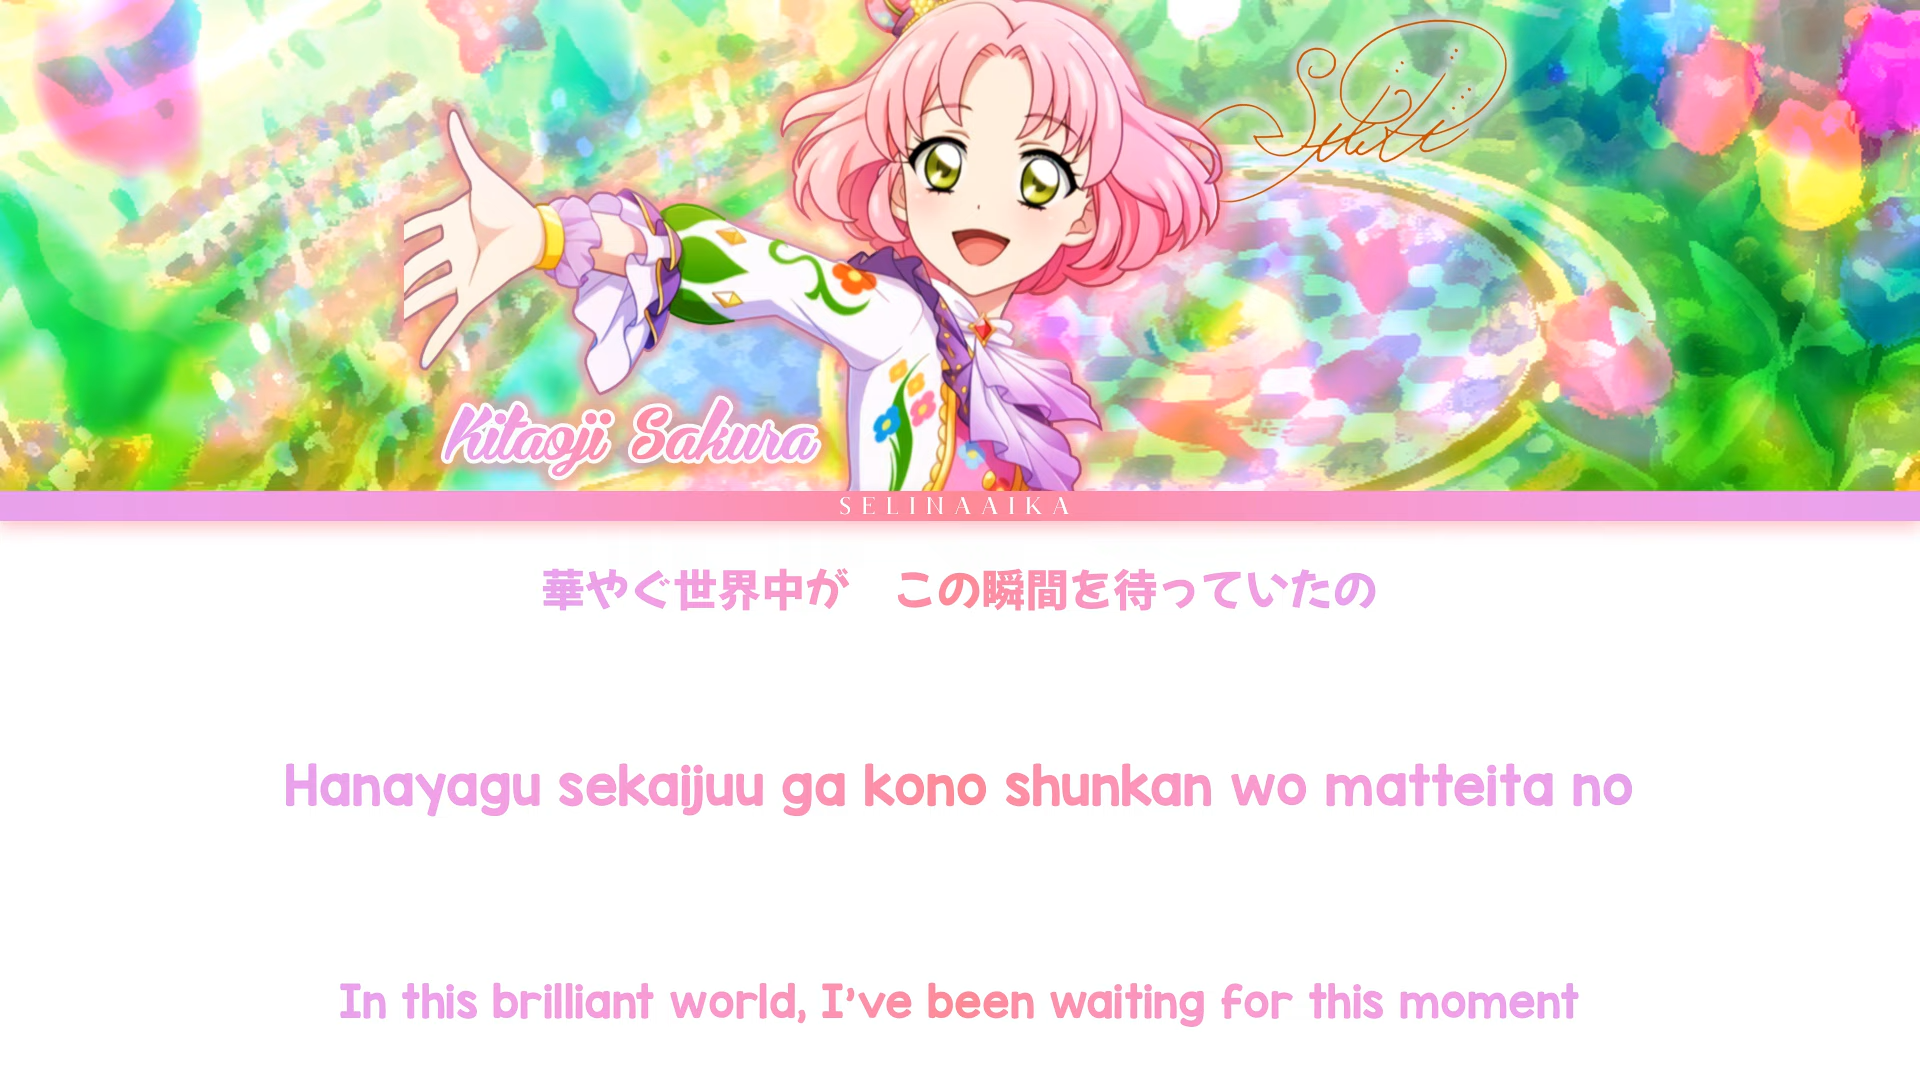 Kitaoji Sakura
SELINAAIKA
華やぐ世界中が　この瞬間を待っていたの
Hanayagu sekaijuu ga kono shunkan wo matteita no
In this brilliant world, I've been waiting for this moment